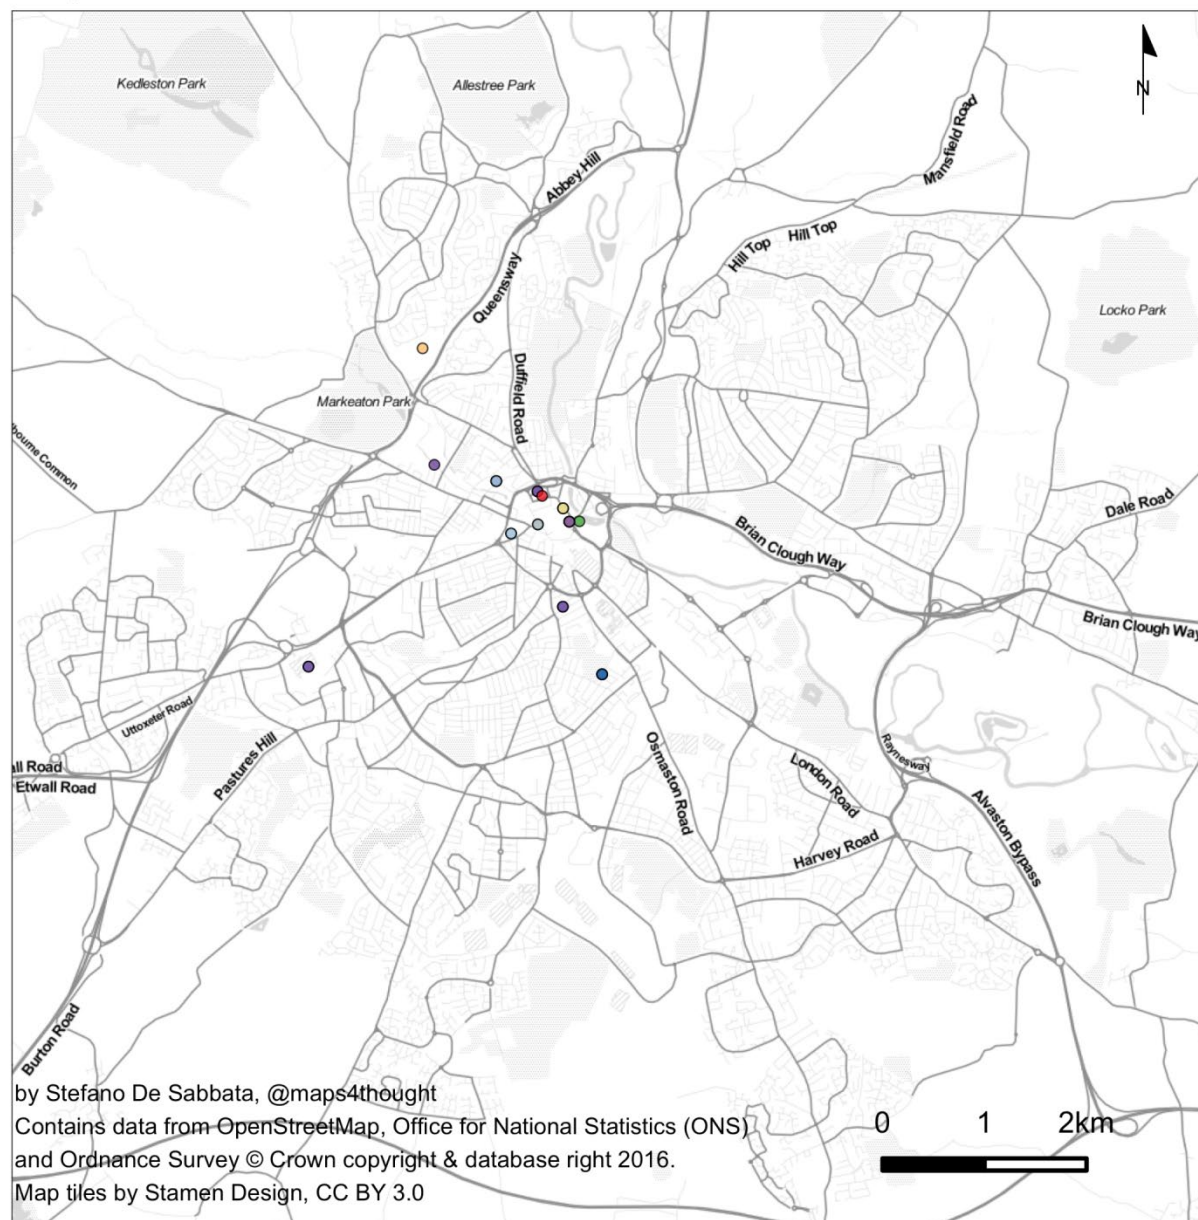 Kedleston Park
Allestree Park
N
Mansfield Road
Abbey Hill
Hill Top
Hill Top
Queensway
Locko Park
Duffield Road
Markeaton Park
bourne Common
Dale Road
Brian Clough Way
Brian Clough Way
Uttoxeter Road
Pastures Hill
Osmaston Road
Raynesway
London Road
all Road
Etwall Road
Alvaston Bypass
Harvey Road
Burton Road
by Stefano De Sabbata, @maps4thought
Contains data from OpenStreetMap, Office for National Statistics (ONS)
and Ordnance Survey © Crown copyright & database right 2016.
Map tiles by Stamen Design, CC BY 3.0
0 1 2km